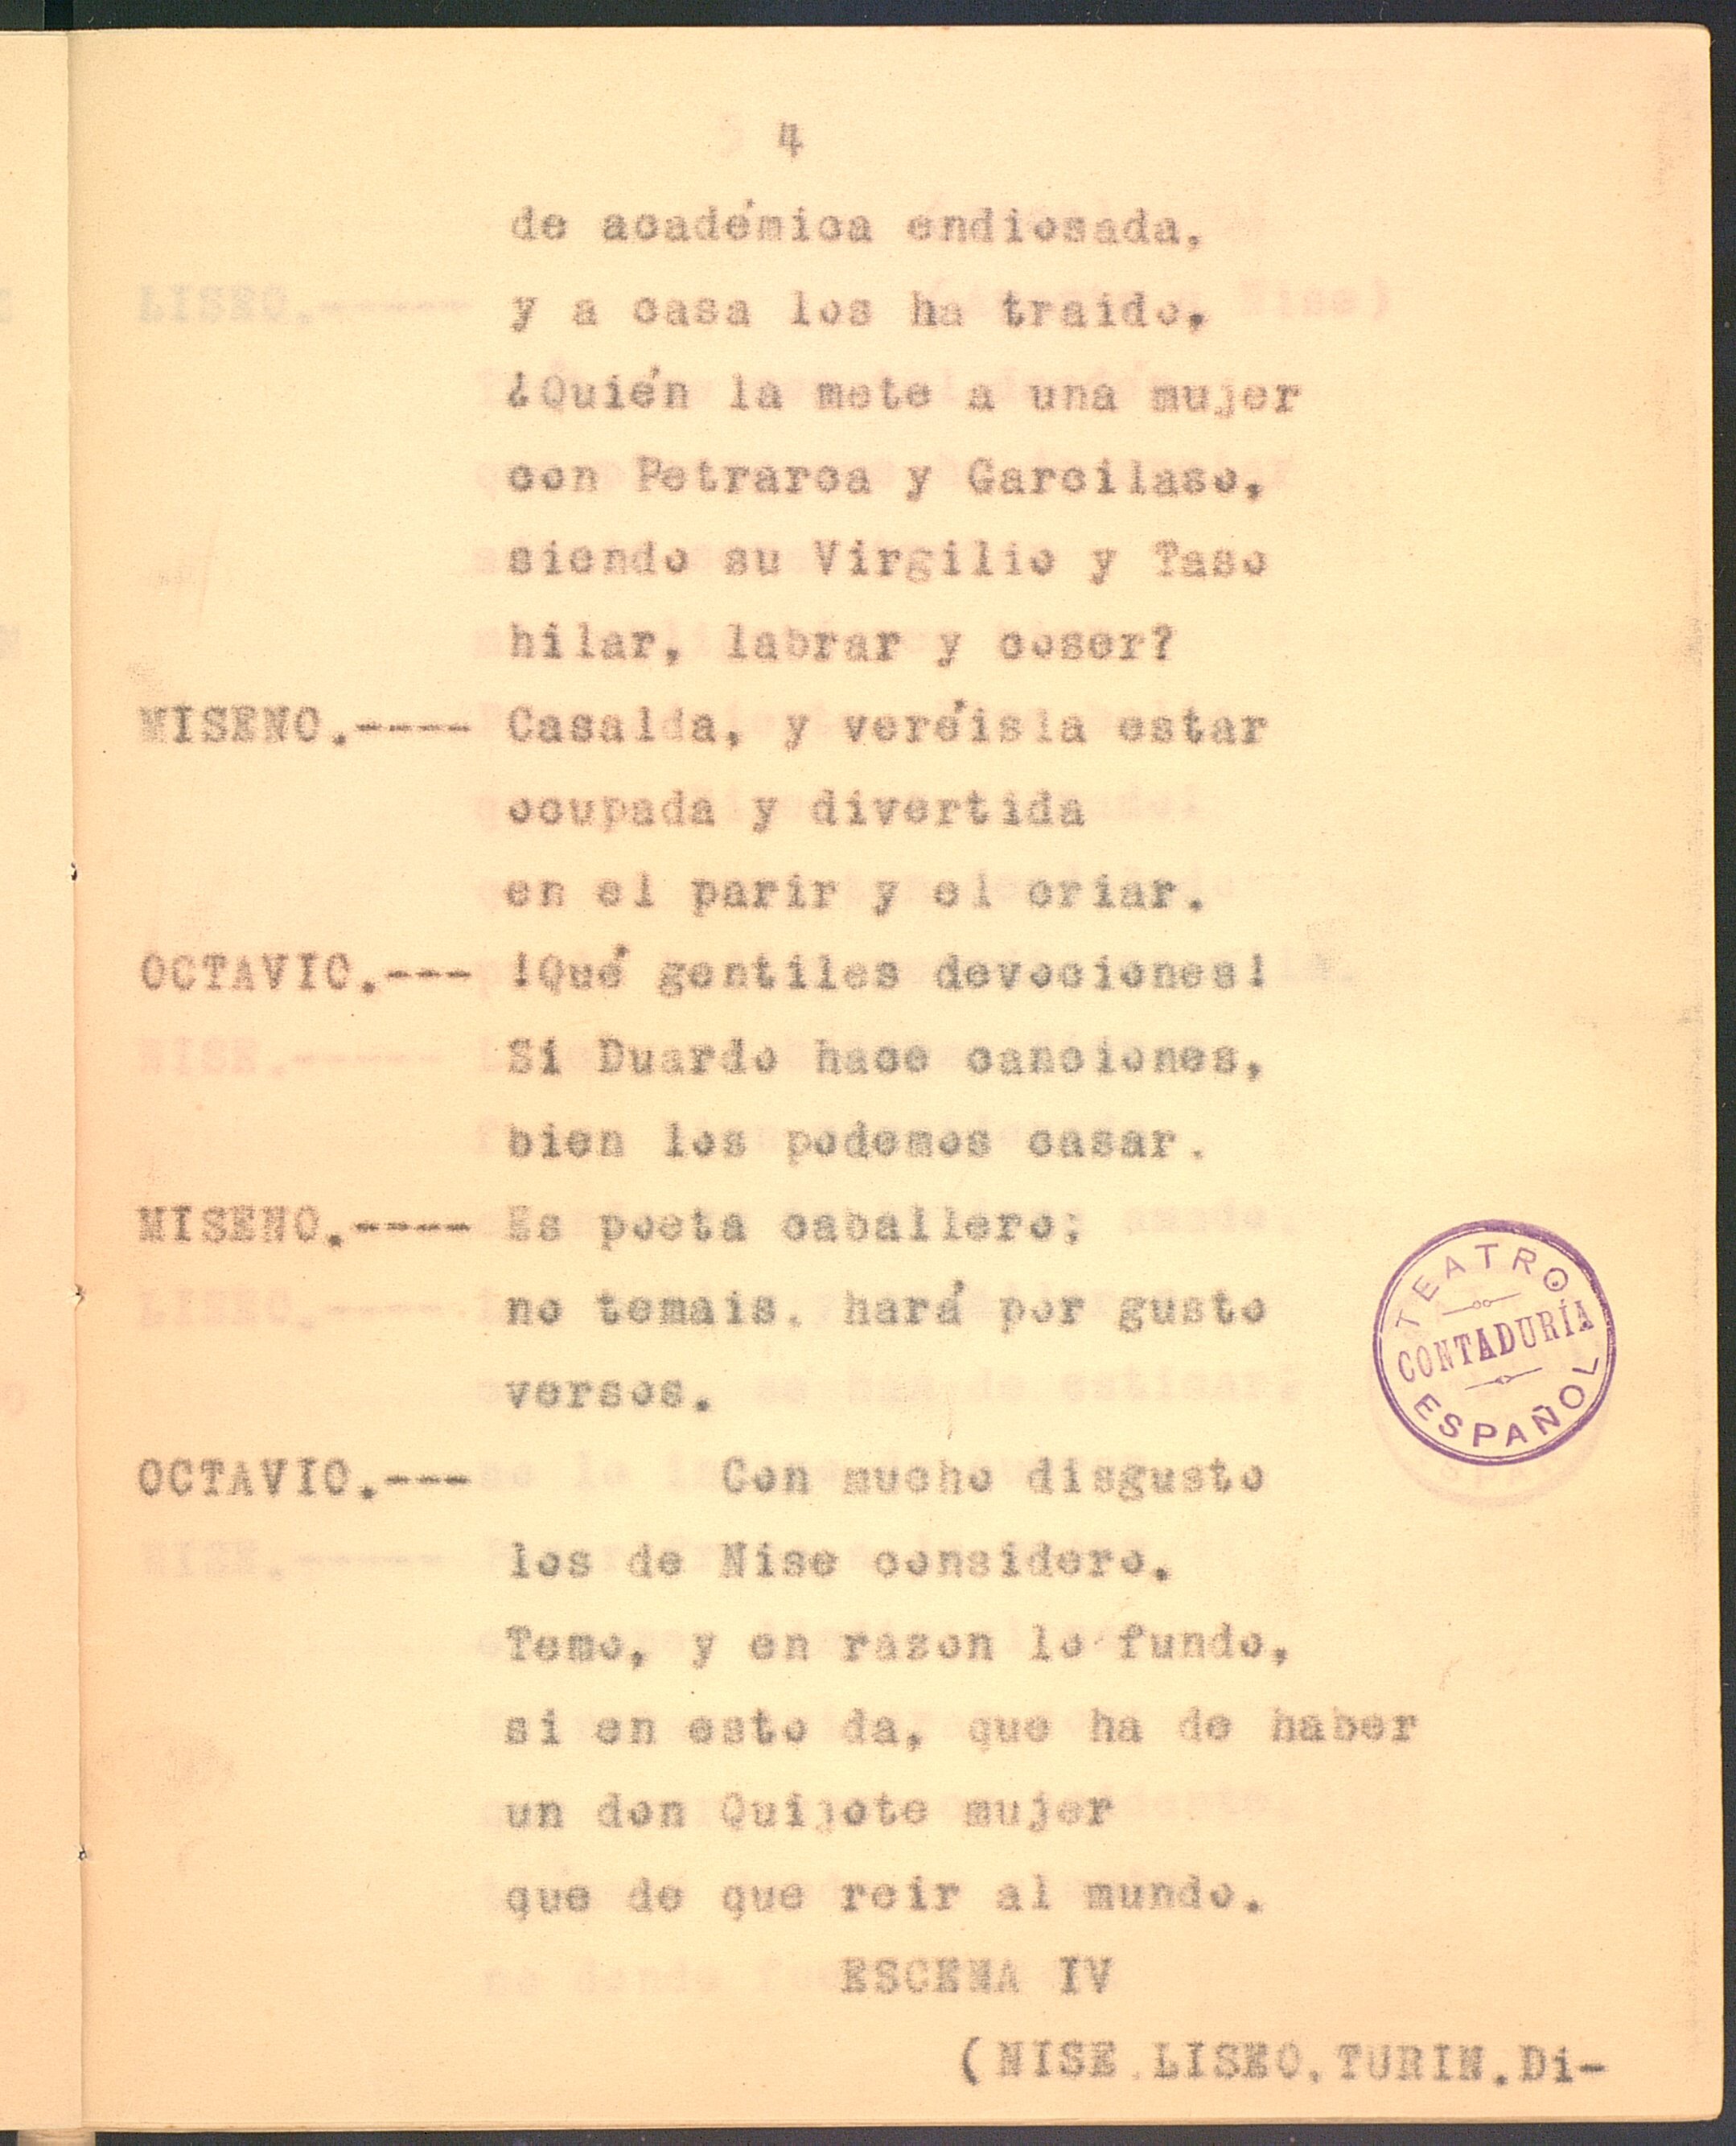 4
de académica endiosada,
y a casa los ha traido,
¿Quién la mete a una mujer
con Petrarca y Garcilaso,
siendo su Virgilio y Taso
hilar, labrar y coser?
MISENO.---- Casalda, y veréisla estar
ocupada y divertida
en el parir y el criar.
OCTAVIO.--- !Qué gentiles devociones!
Si Duardo hace canciones,
bien los podemos casar.
MISENO.---- Es poeta caballero;
no temais. hará por gusto
versos.
OCTAVIO.--- Con mucho disgusto
los de Nise considero.
Temo, y en razon lo fundo,
si en esto da, que ha de haber
un don Quijote mujer
que de que reir al mundo.
ESCENA IV
(NISE.LISEO.TURIN.Di-
TEATRO
CONTADURÍA
ESPAÑOL